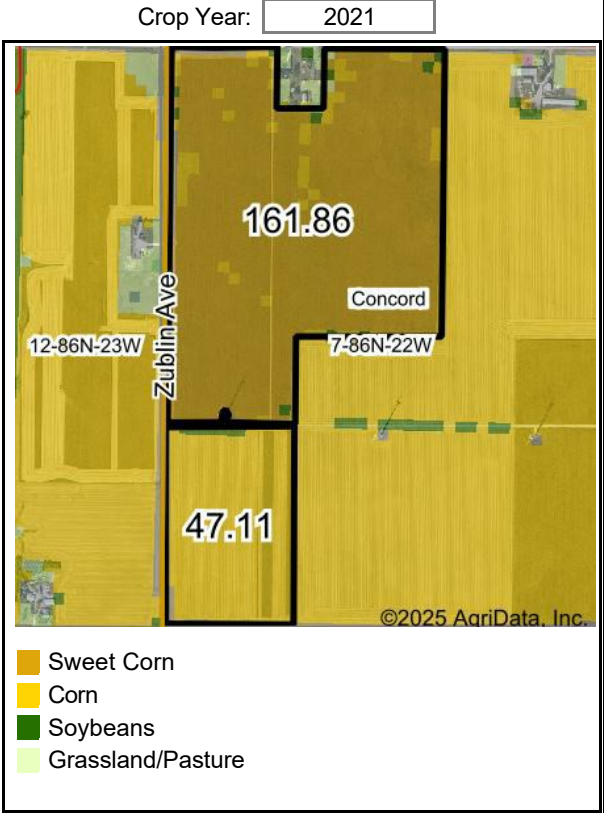 Crop Year: 2021
161.86
Concord
12-86N-23W
7-86N-22W
Zublin Ave
47.11
©2025 AgriData, Inc.
Sweet Corn
Corn
Soybeans
Grassland/Pasture